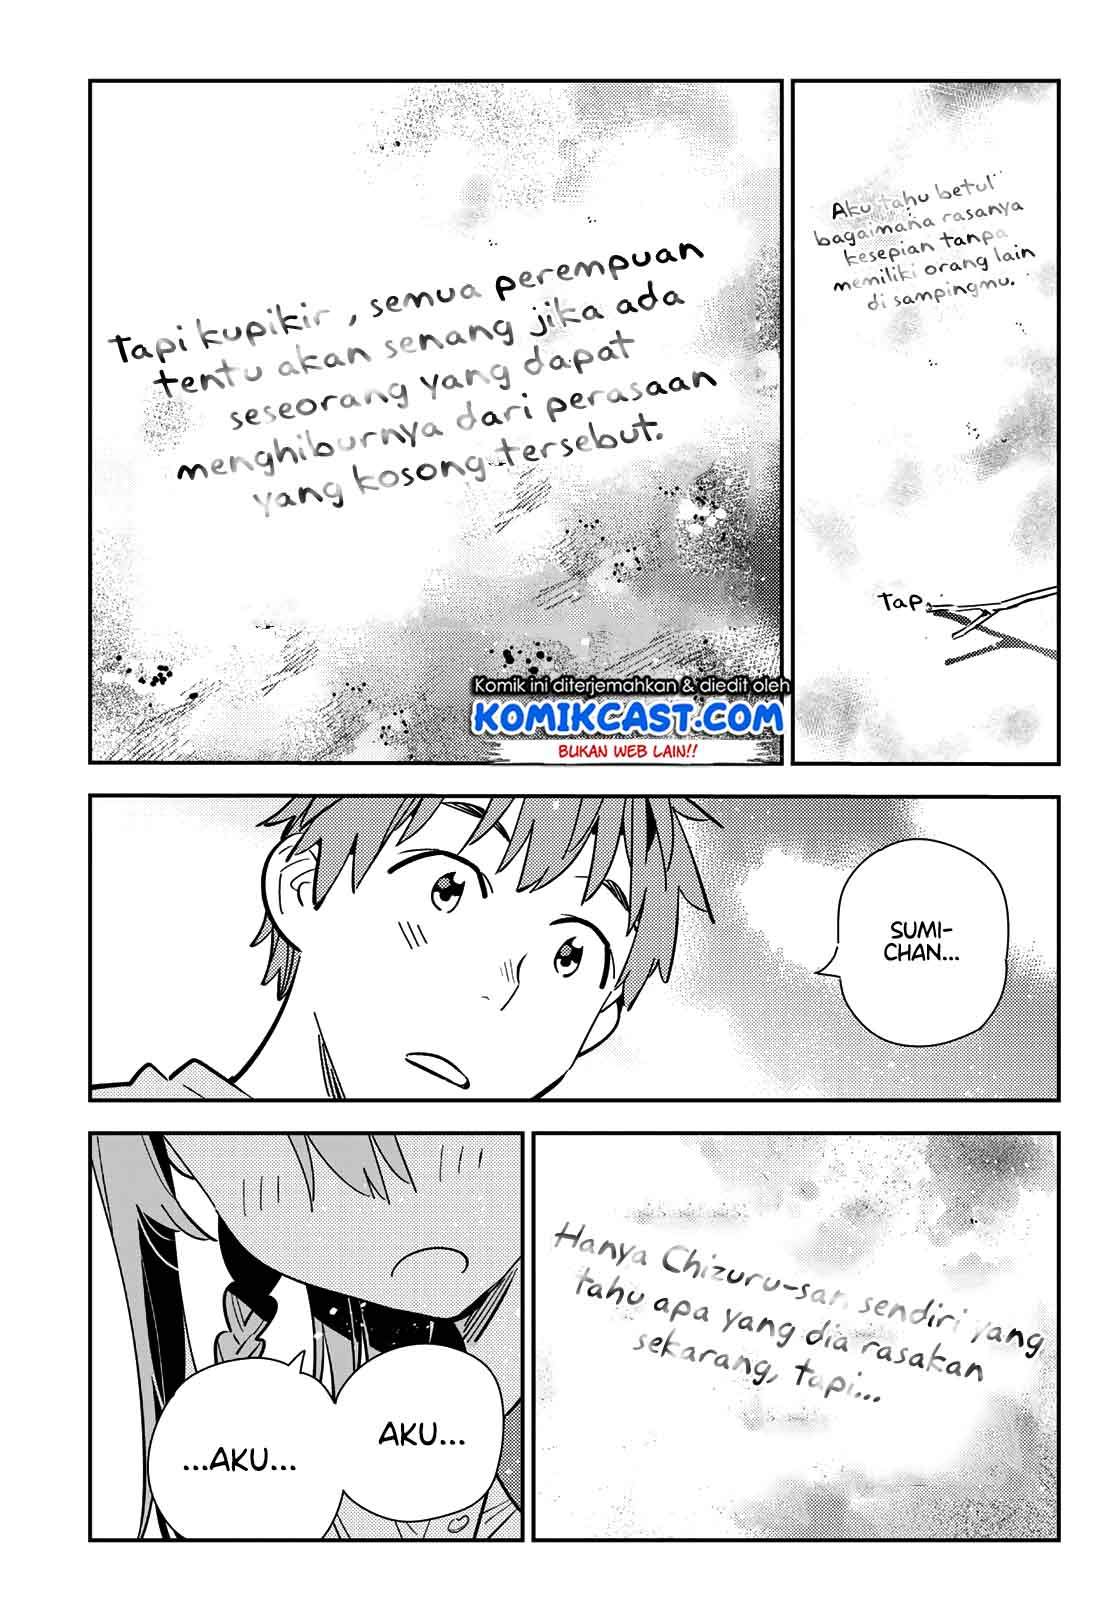 Aku tahu betul
bagaimana rasanya
kesepian tanpa
memiliki orang lain
di sampingmu.
Tap
Tapi kupikir, semua perempuan
tentu akan senang jika ada
seseorang yang dapat
menghiburnya dari perasaan
yang kosong tersebut.
Komik ini diterjemahkan & diedit oleh
KOMIKCAST.COM
BUKAN WEB LAIN!!
SUMI-
CHAN...
Hanya Chizuru-san sendiri yang
tahu apa yang dia rasakan
sekarang, tapi...
AKU...
...AKU...